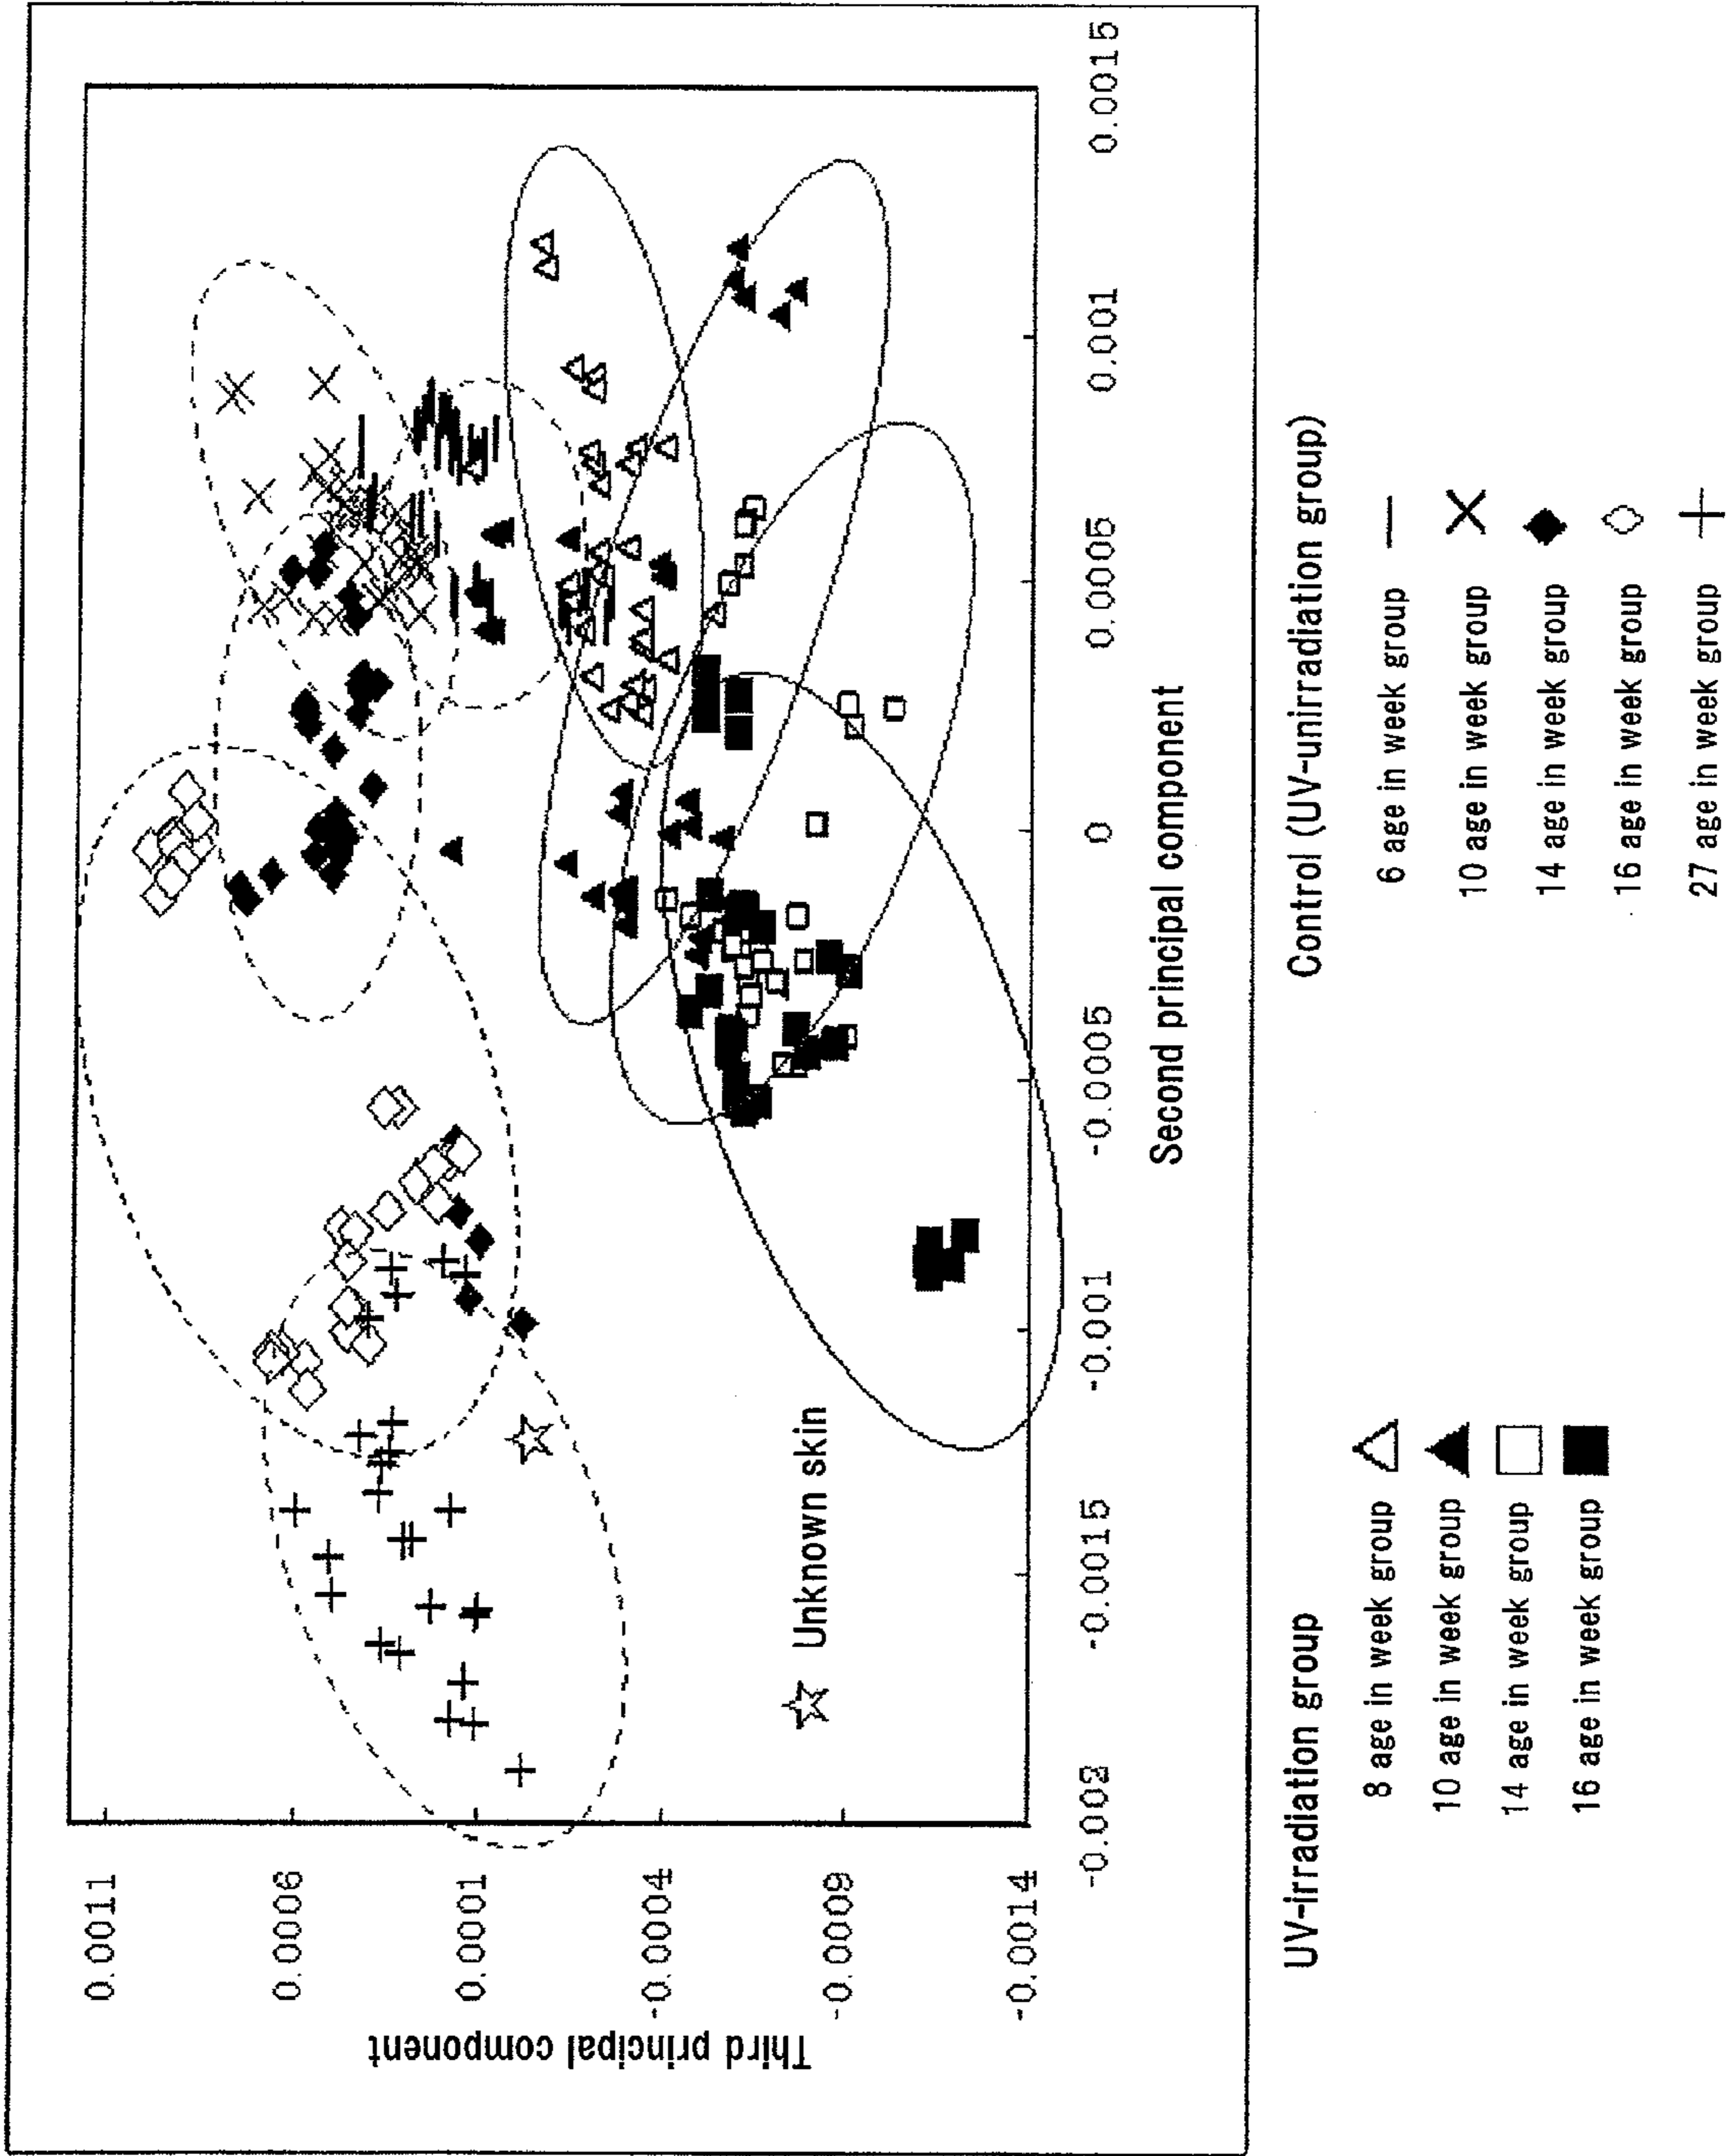 Third principal component
0.0011
0.0006
0.0001
-0.0004
-0.0009
-0.0014
Unknown skin
-0.002
-0.0015
-0.001
-0.0005
0
0.0005
0.001
0.0015
Second principal component
UV-irradiation group
8 age in week group
10 age in week group
14 age in week group
16 age in week group
Control (UV-unirradiation group)
6 age in week group
10 age in week group
14 age in week group
16 age in week group
27 age in week group